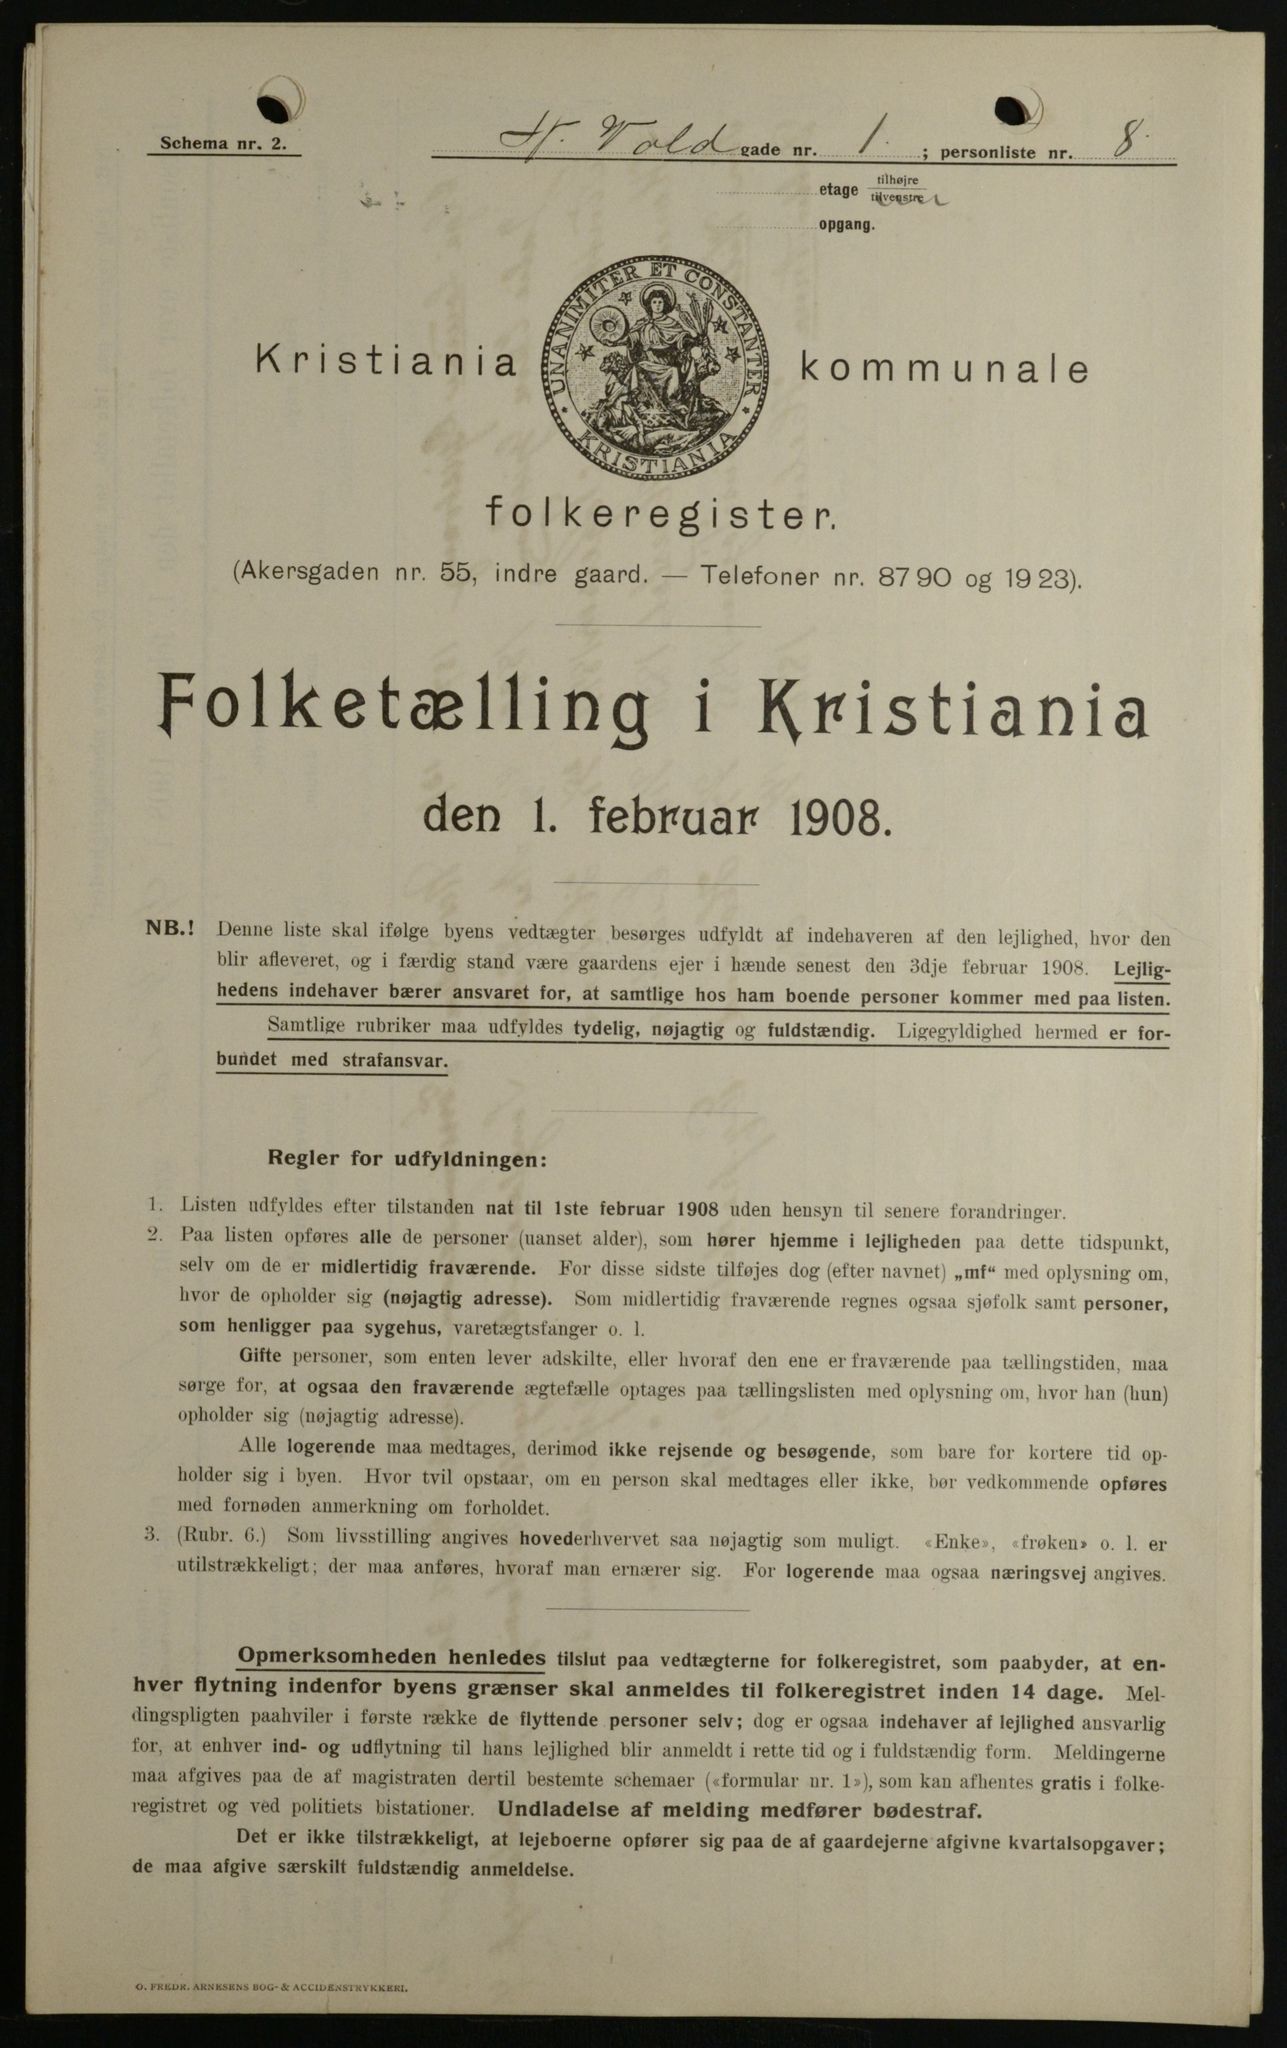 Schema nr. 2.
N. Vold gade nr. 1. ; personliste nr. 8.
etage tilhøjre
tilvenstre
opgang.
Kristiania kommunale
UNANIMITER ET CONSTANTER
KRISTIANIA
folkeregister.
(Akersgaden nr. 55, indre gaard. — Telefoner nr. 87 90 og 19 23).
Folketælling i Kristiania
den 1. februar 1908.
NB.! Denne liste skal ifølge byens vedtægter besørges udfyldt af indehaveren af den lejlighed, hvor den
blir afleveret, og i færdig stand være gaardens ejer i hænde senest den 3dje februar 1908. Lejlig-
hedens indehaver bærer ansvaret for, at samtlige hos ham boende personer kommer med paa listen.
Samtlige rubriker maa udfyldes tydelig, nøjagtig og fuldstændig. Ligegyldighed hermed er for-
bundet med strafansvar.
Regler for udfyldningen:
1. Listen udfyldes efter tilstanden nat til 1ste februar 1908 uden hensyn til senere forandringer.
2. Paa listen opføres alle de personer (uanset alder), som hører hjemme i lejligheden paa dette tidspunkt,
selv om de er midlertidig fraværende. For disse sidste tilføjes dog (efter navnet) „mf“ med oplysning om,
hvor de opholder sig (nøjagtig adresse). Som midlertidig fraværende regnes ogsaa sjøfolk samt personer,
som henligger paa sygehus, varetægtsfanger o. l.
Gifte personer, som enten lever adskilte, eller hvoraf den ene er fraværende paa tællingstiden, maa
sørge for, at ogsaa den fraværende ægtefælle optages paa tællingslisten med oplysning om, hvor han (hun)
opholder sig (nøjagtig adresse).
Alle logerende maa medtages, derimod ikke rejsende og besøgende, som bare for kortere tid op-
holder sig i byen. Hvor tvil opstaar, om en person skal medtages eller ikke, bør vedkommende opføres
med fornøden anmerkning om forholdet.
3. (Rubr. 6.) Som livsstilling angives hovederhvervet saa nøjagtig som muligt. «Enke», «frøken» o. l. er
utilstrækkeligt; der maa anføres, hvoraf man ernærer sig. For logerende maa ogsaa næringsvej angives.
Opmerksomheden henledes tilslut paa vedtægterne for folkeregistret, som paabyder, at en-
hver flytning indenfor byens grænser skal anmeldes til folkeregistret inden 14 dage. Mel-
dingspligten paahviler i første række de flyttende personer selv; dog er ogsaa indehaver af lejlighed ansvarlig
for, at enhver ind- og udflytning til hans lejlighed blir anmeldt i rette tid og i fuldstændig form. Meldingerne
maa afgives paa de af magistraten dertil bestemte schemaer («formular nr. 1»), som kan afhentes gratis i folke-
registret og ved politiets bistationer. Undladelse af melding medfører bødestraf.
Det er ikke tilstrækkeligt, at lejeboerne opfører sig paa de af gaardejerne afgivne kvartalsopgaver;
de maa afgive særskilt fuldstændig anmeldelse.
O. FREDR. ARNESENS BOG- & ACCIDENSTRYKKERI.